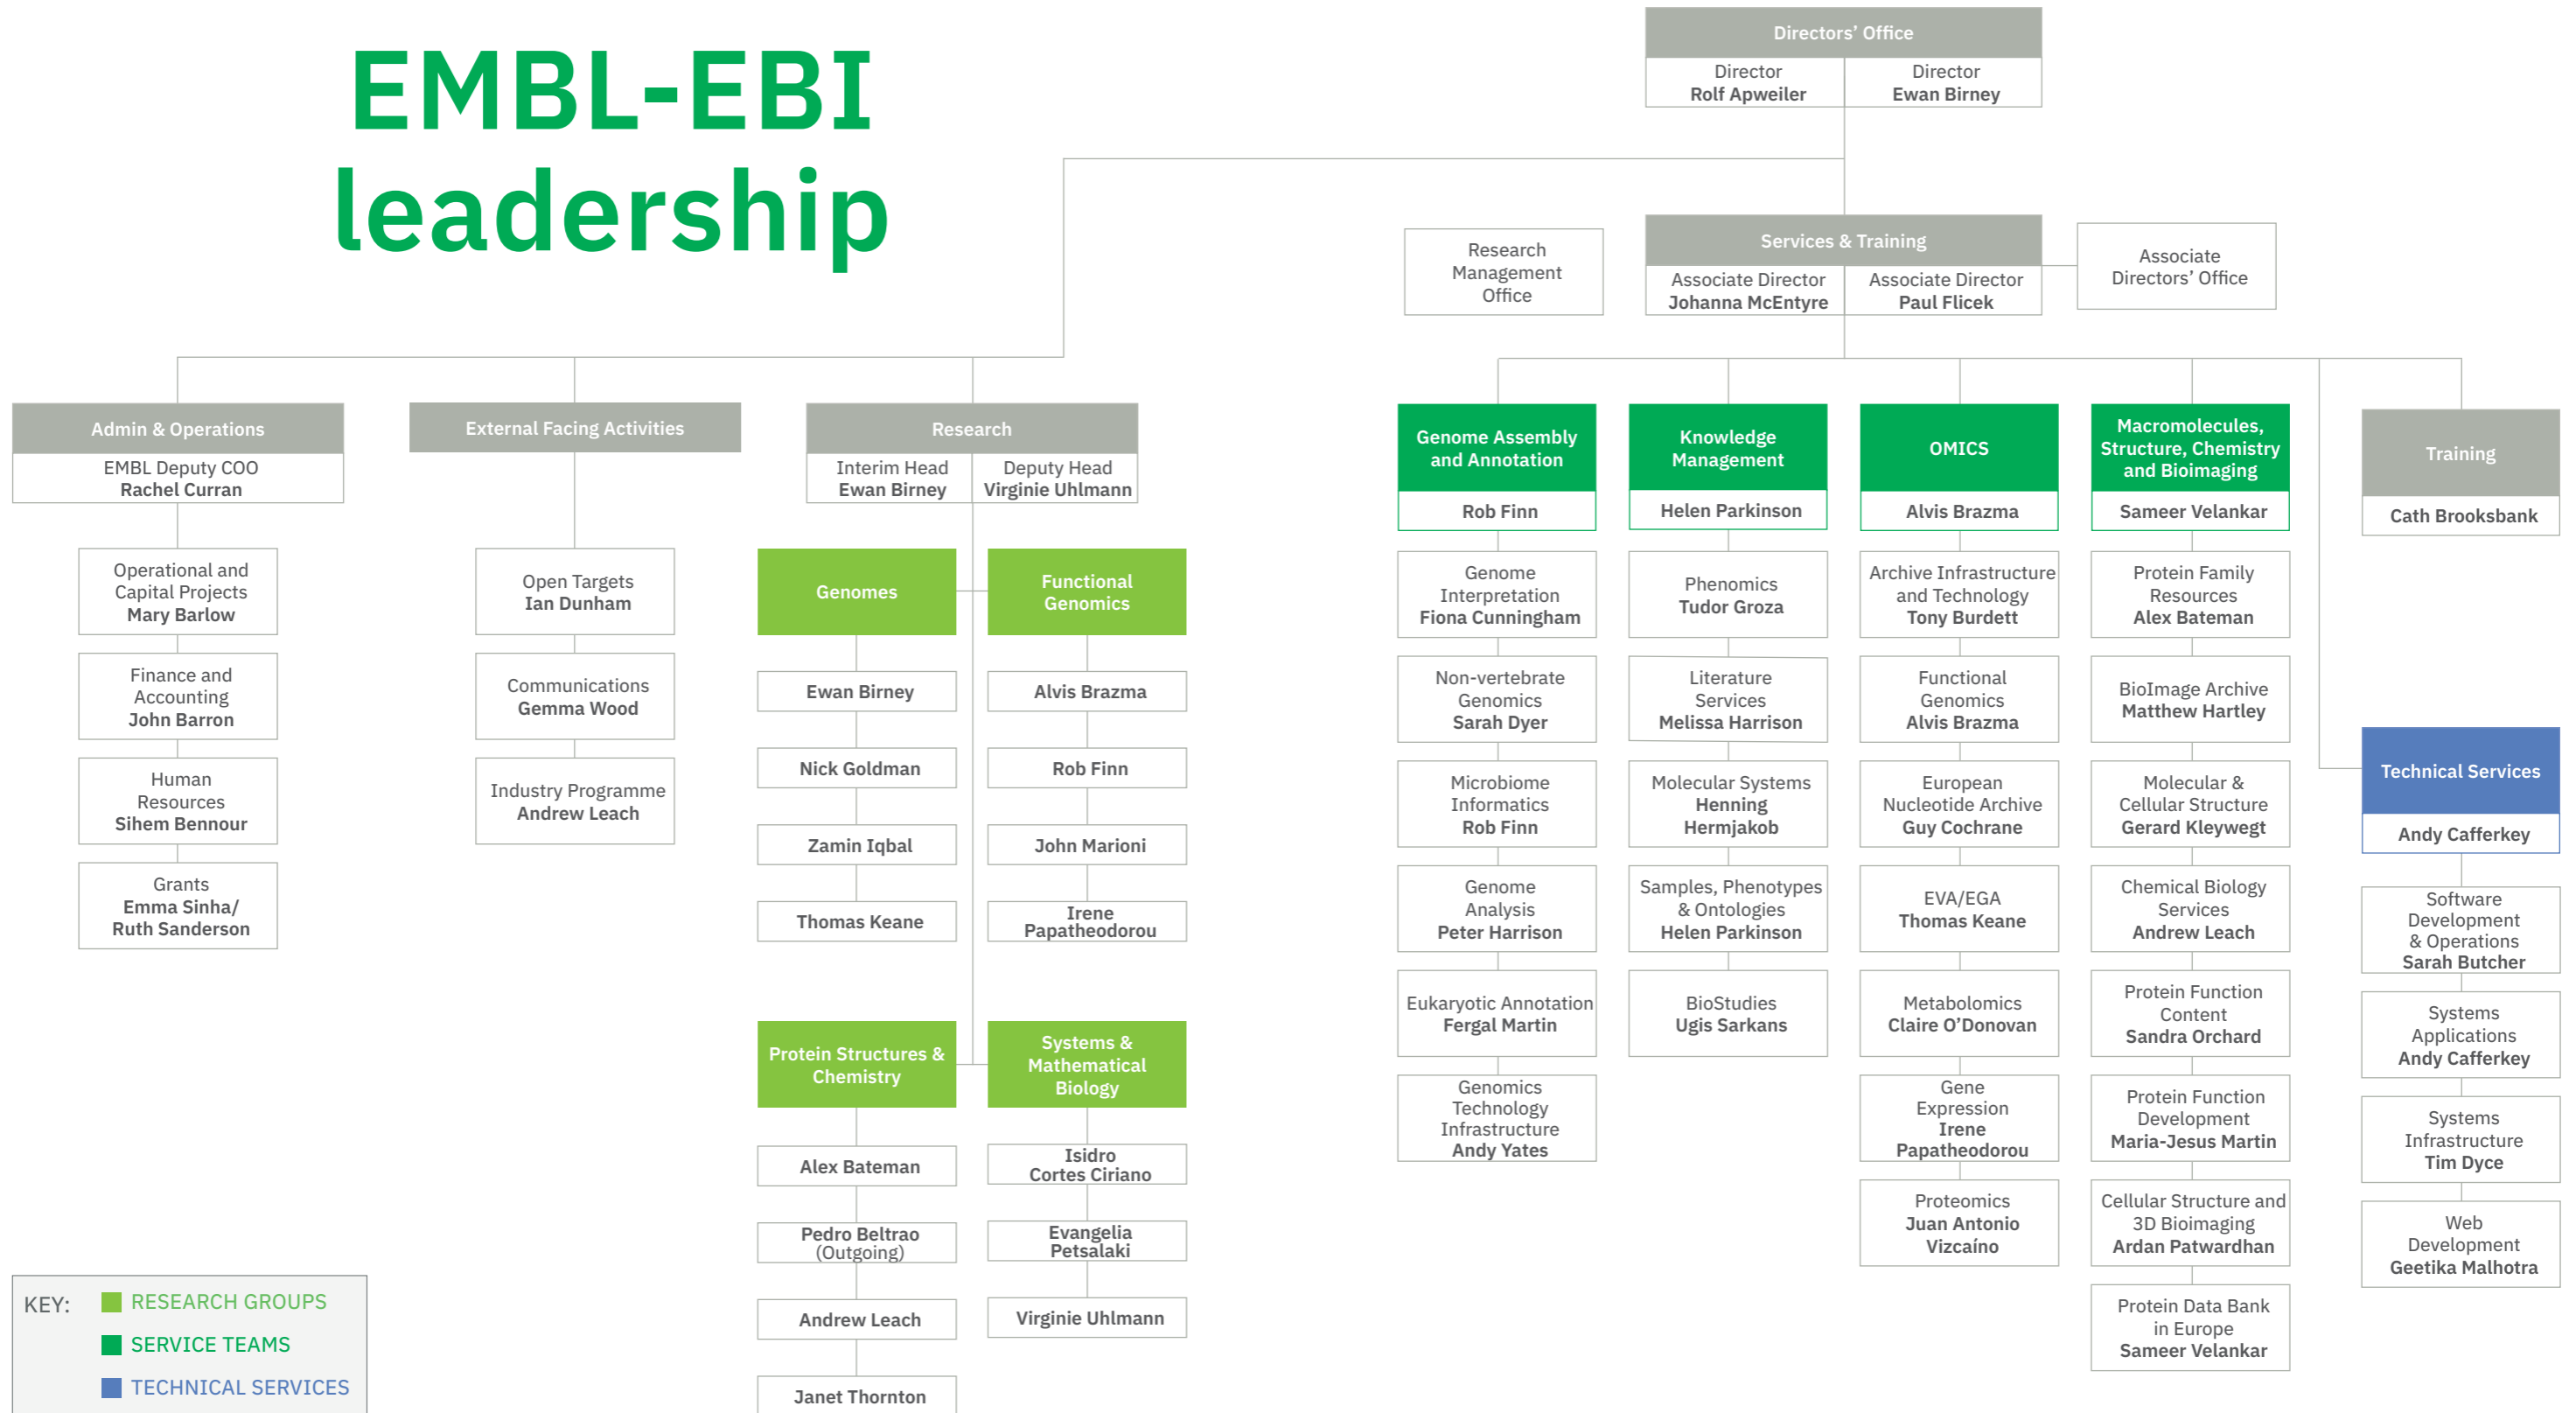 EMBL-EBI
leadership
Directors’ Office
Director
Rolf Apweiler
Director
Ewan Birney
Research
Management
Office
Services & Training
Associate Director
Johanna McEntyre
Associate Director
Paul Flicek
Associate
Directors’ Office
Admin & Operations
EMBL Deputy COO
Rachel Curran
Operational and
Capital Projects
Mary Barlow
Finance and
Accounting
John Barron
Human
Resources
Sihem Bennour
Grants
Emma Sinha/
Ruth Sanderson
External Facing Activities
Open Targets
Ian Dunham
Communications
Gemma Wood
Industry Programme
Andrew Leach
Research
Interim Head
Ewan Birney
Deputy Head
Virginie Uhlmann
Genomes
Ewan Birney
Nick Goldman
Zamin Iqbal
Thomas Keane
Functional
Genomics
Alvis Brazma
Rob Finn
John Marioni
Irene
Papatheodorou
Protein Structures &
Chemistry
Alex Bateman
Pedro Beltrao
(Outgoing)
Andrew Leach
Janet Thornton
Systems &
Mathematical
Biology
Isidro
Cortes Ciriano
Evangelia
Petsalaki
Virginie Uhlmann
Genome Assembly
and Annotation
Rob Finn
Genome
Interpretation
Fiona Cunningham
Non-vertebrate
Genomics
Sarah Dyer
Microbiome
Informatics
Rob Finn
Genome
Analysis
Peter Harrison
Eukaryotic Annotation
Fergal Martin
Genomics
Technology
Infrastructure
Andy Yates
Knowledge
Management
Helen Parkinson
Phenomics
Tudor Groza
Literature
Services
Melissa Harrison
Molecular Systems
Henning
Hermjakob
Samples, Phenotypes
& Ontologies
Helen Parkinson
BioStudies
Ugis Sarkans
OMICS
Alvis Brazma
Archive Infrastructure
and Technology
Tony Burdett
Functional
Genomics
Alvis Brazma
European
Nucleotide Archive
Guy Cochrane
EVA/EGA
Thomas Keane
Metabolomics
Claire O’Donovan
Gene
Expression
Irene
Papatheodorou
Proteomics
Juan Antonio
Vizcaíno
Macromolecules,
Structure, Chemistry
and Bioimaging
Sameer Velankar
Protein Family
Resources
Alex Bateman
BioImage Archive
Matthew Hartley
Molecular &
Cellular Structure
Gerard Kleywegt
Chemical Biology
Services
Andrew Leach
Protein Function
Content
Sandra Orchard
Protein Function
Development
Maria-Jesus Martin
Cellular Structure and
3D Bioimaging
Ardan Patwardhan
Protein Data Bank
in Europe
Sameer Velankar
Training
Cath Brooksbank
Technical Services
Andy Cafferkey
Software
Development
& Operations
Sarah Butcher
Systems
Applications
Andy Cafferkey
Systems
Infrastructure
Tim Dyce
Web
Development
Geetika Malhotra
KEY:
RESEARCH GROUPS
SERVICE TEAMS
TECHNICAL SERVICES